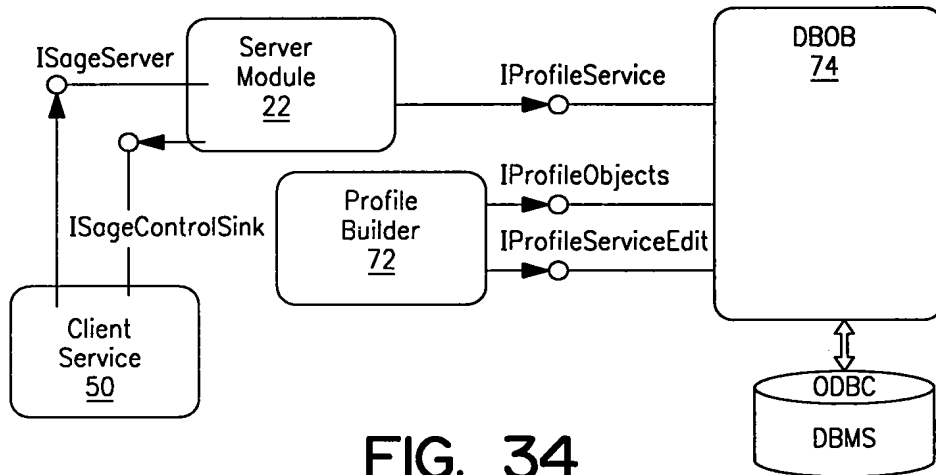 ISageServer
Server
Module
22
IProfileService
DBOB
74
ISageControlSink
Profile
Builder
72
IProfileObjects
IProfileServiceEdit
Client
Service
50
ODBC
DBMS
FIG. 34